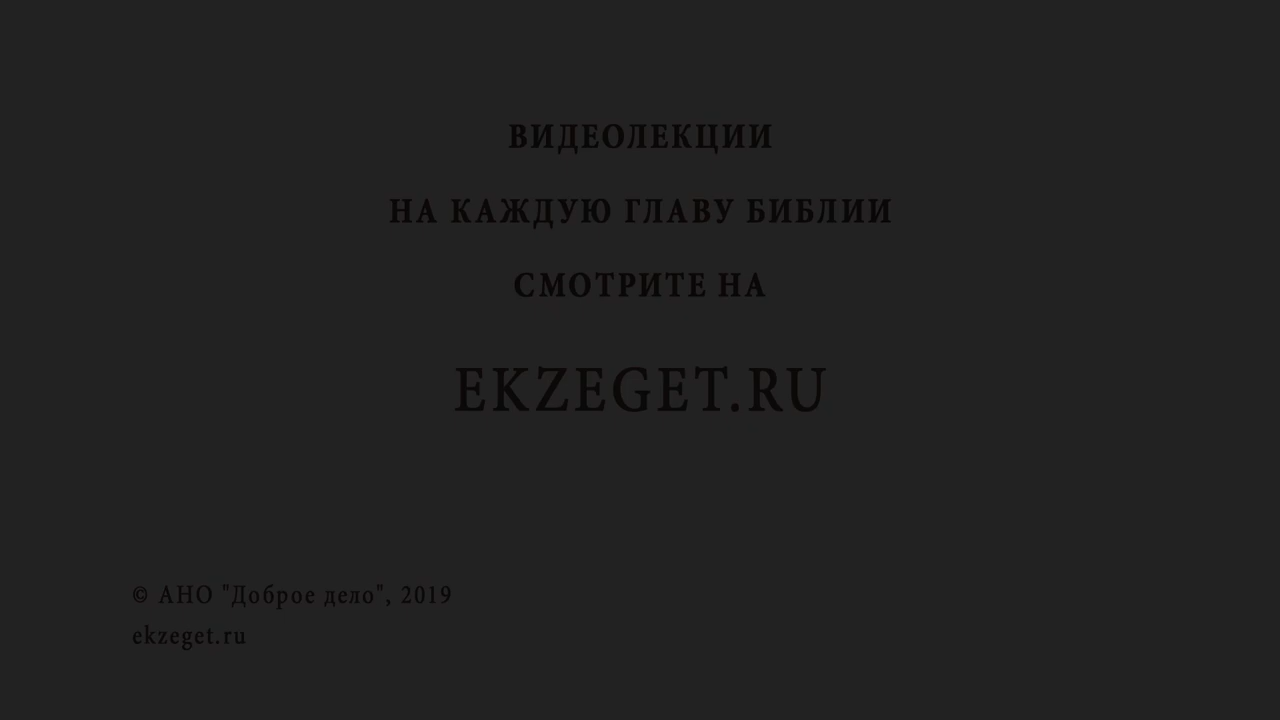 ВИДЕОЛЕКЦИИ
НА КАЖДУЮ ГЛАВУ БИБЛИИ
СМОТРИТЕ НА
EKZEGET.RU
© АНО "Доброе дело", 2019
ekzeget.ru